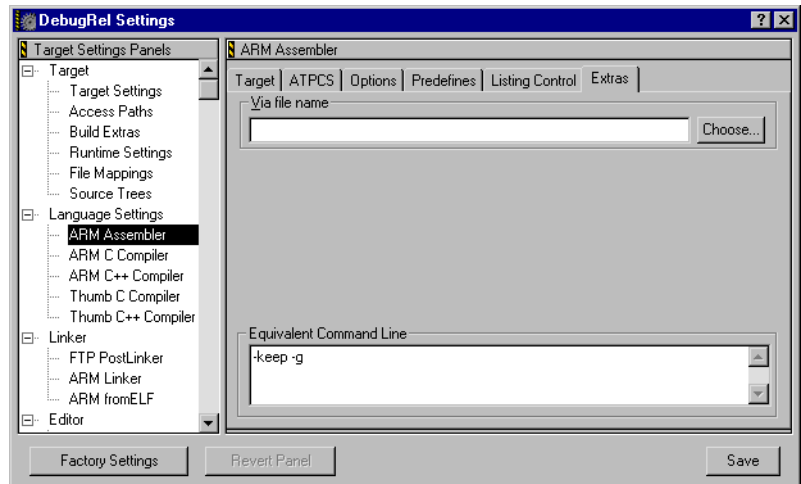 DebugRel Settings
Target Settings Panels
Target
Target Settings
Access Paths
Build Extras
Runtime Settings
File Mappings
Source Trees
Language Settings
ARM Assembler
ARM C Compiler
ARM C++ Compiler
Thumb C Compiler
Thumb C++ Compiler
Linker
FTP PostLinker
ARM Linker
ARM fromELF
Editor
ARM Assembler
Target ATPCS Options Predefines Listing Control Extras
Via file name
Choose...
Equivalent Command Line
-keep -g
Factory Settings Revert Panel Save